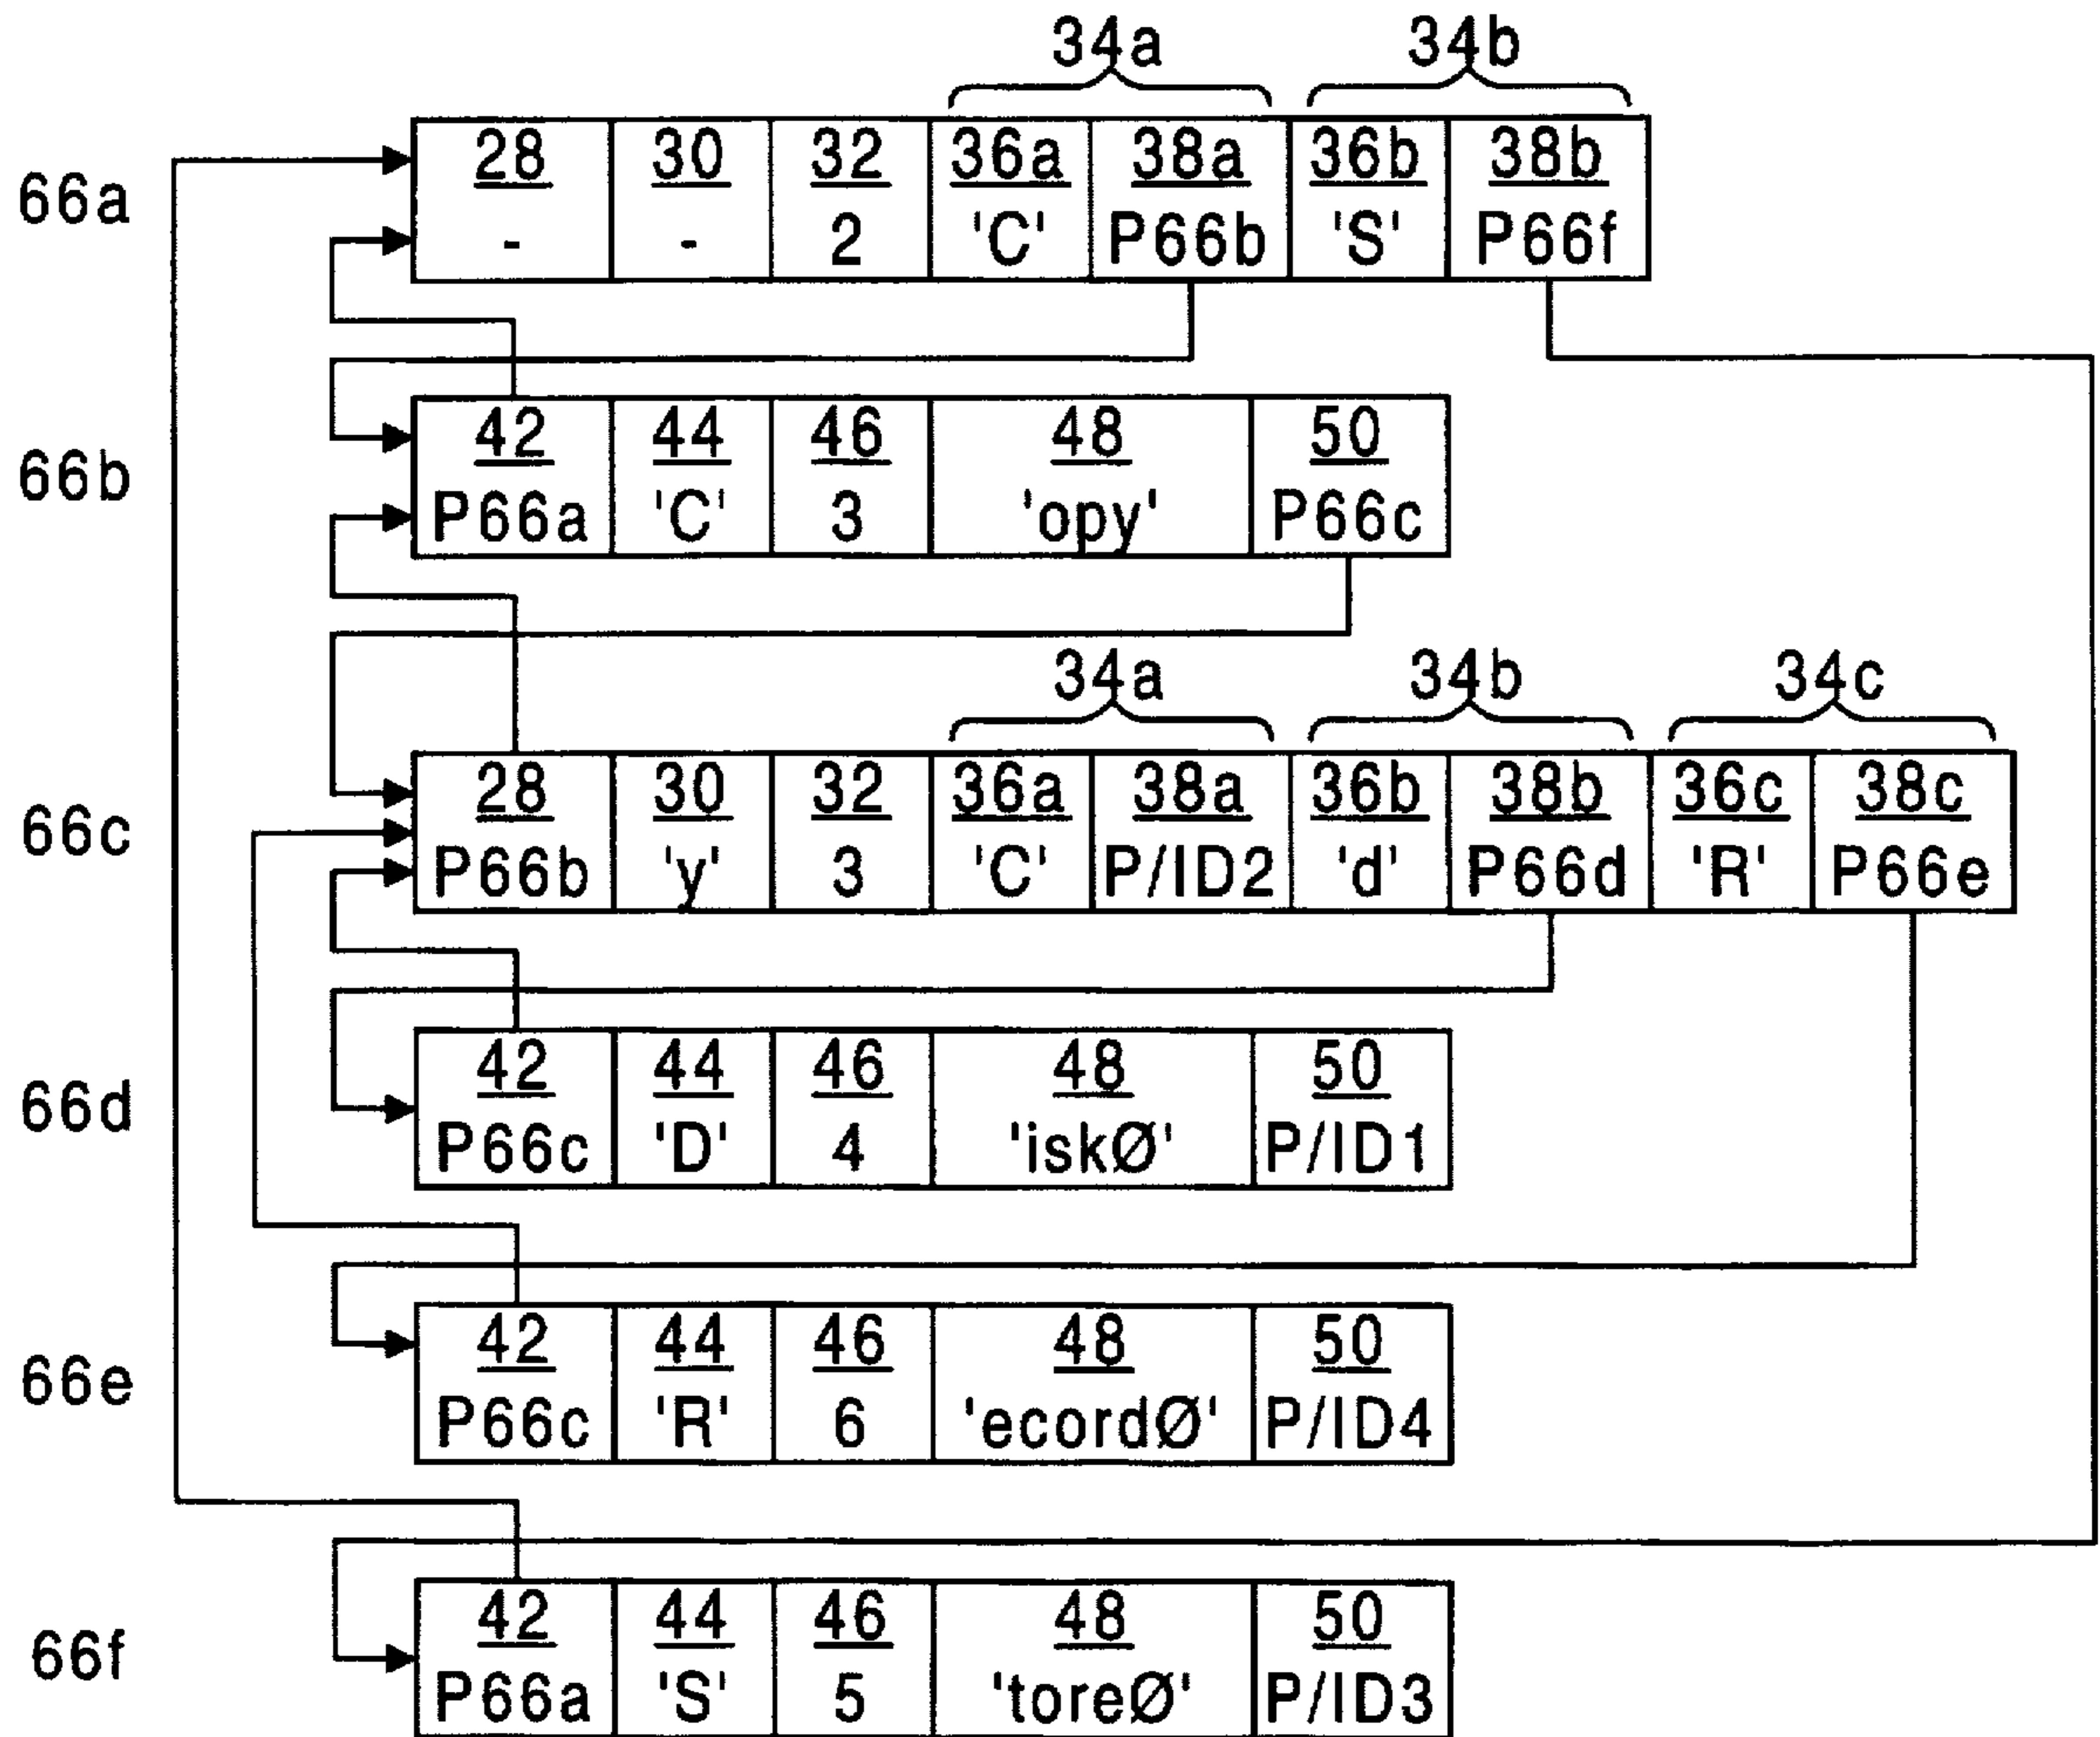 34a 34b
66a
28 30 32 36a 38a 36b 38b
- - 2 'C' P66b 'S' P66f
66b
42 44 46 48 50
P66a 'C' 3 'opy' P66c
34a 34b 34c
66c
28 30 32 36a 38a 36b 38b 36c 38c
P66b 'y' 3 'C' P/ID2 'd' P66d 'R' P66e
66d
42 44 46 48 50
P66c 'D' 4 'iskØ' P/ID1
66e
42 44 46 48 50
P66c 'R' 6 'ecordØ' P/ID4
66f
42 44 46 48 50
P66a 'S' 5 'toreØ' P/ID3